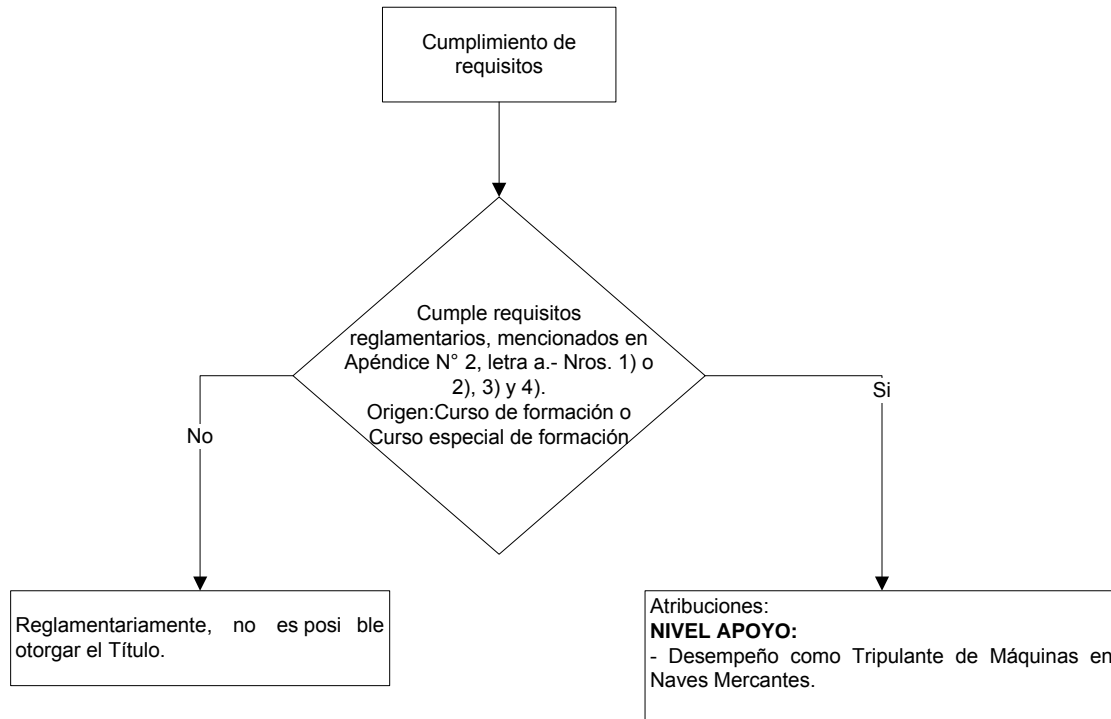 Cumplimiento de
requisitos
Cumple requisitos
reglamentarios, mencionados en
Apéndice N° 2, letra a.- Nros. 1) o
2), 3) y 4).
Origen:Curso de formación o
Curso especial de formación
No
Si
Reglamentariamente, no es posi ble
otorgar el Título.
Atribuciones:
NIVEL APOYO:
- Desempeño como Tripulante de Máquinas en
Naves Mercantes.